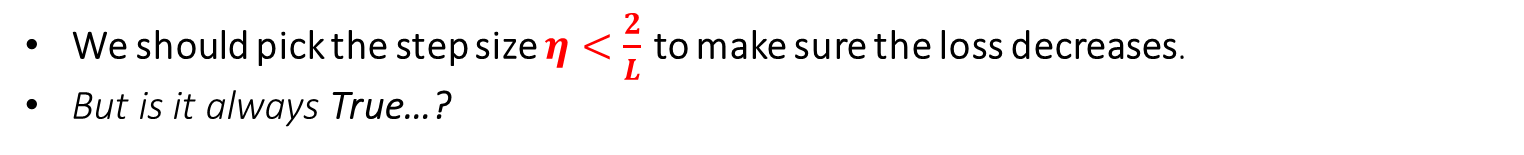 • We should pick the step size η < 2/L to make sure the loss decreases.
• But is it always True...?